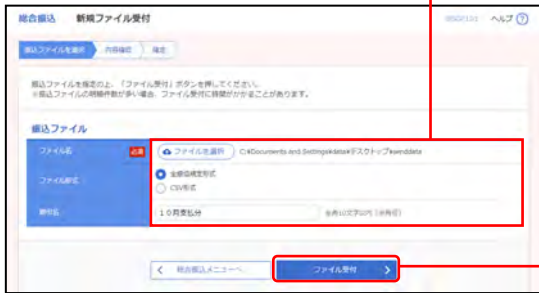 総合振込 新規ファイル受付
ヘルプ
振込ファイルを選択 内容確認 確定
振込ファイルを指定の上、「ファイル受付」ボタンを押してください。
※振込ファイルの明細件数が多い場合、ファイル受付に時間がかかることがあります。
振込ファイル
ファイル名 必須 ファイルを選択 C:¥Documents and Settings¥data¥デスクトップ¥senddata
ファイル形式 全銀協規定形式
CSV形式
取引名 10月支払分 全角10文字以内 [半角可]
総合振込メニューへ ファイル受付